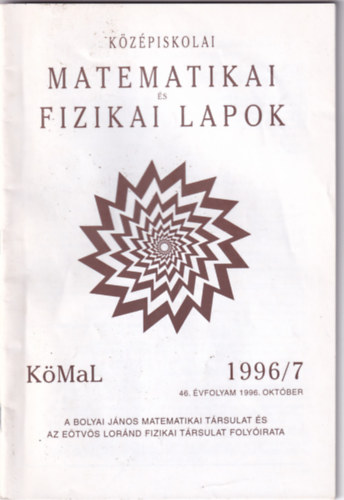 KÖZÉPISKOLAI
MATEMATIKAI
ÉS
FIZIKAI LAPOK
KöMaL 1996/7
46. ÉVFOLYAM 1996. OKTÓBER
A BOLYAI JÁNOS MATEMATIKAI TÁRSULAT ÉS
AZ EÖTVÖS LORÁND FIZIKAI TÁRSULAT FOLYÓIRATA